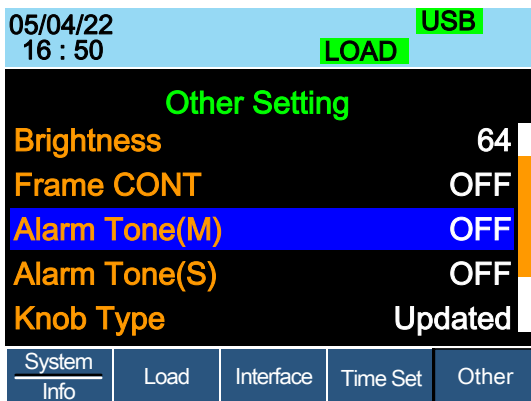 05/04/22
USB
16 : 50
LOAD
Other Setting
Brightness 64
Frame CONT OFF
Alarm Tone(M) OFF
Alarm Tone(S) OFF
Knob Type Updated
System
Info
Load
Interface
Time Set
Other